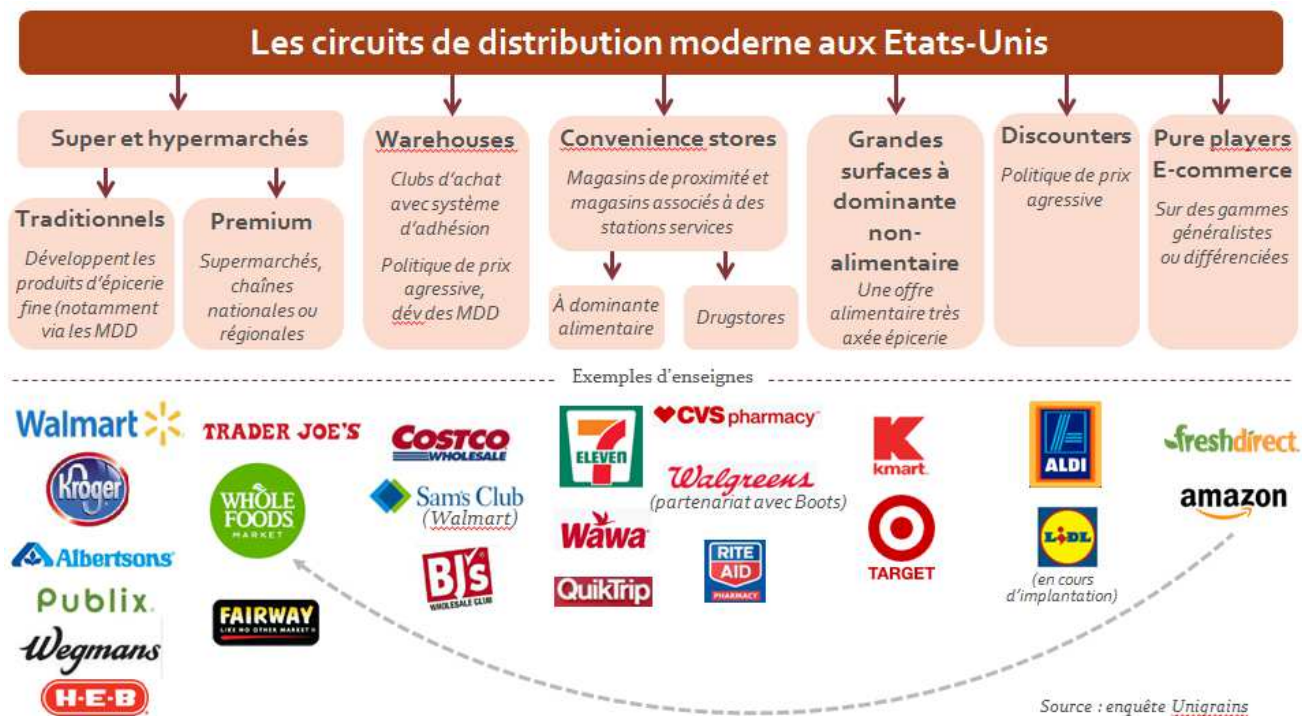 Les circuits de distribution moderne aux Etats-Unis
Super et hypermarchés
Traditionnels
Développent les
produits d'épicerie
fine (notamment
via les MDD
Premium
Supermarchés,
chaînes
nationales ou
régionales
Warehouses
Clubs d'achat
avec système
d'adhésion
Politique de prix
agressive,
dév des MDD
Convenience stores
Magasins de proximité et
magasins associés à des
stations services
À dominante
alimentaire
Drugstores
Grandes
surfaces à
dominante
non-
alimentaire
Une offre
alimentaire très
axée épicerie
Discounters
Politique de prix
agressive
Pure players
E-commerce
Sur des gammes
généralistes
ou différenciées
Exemples d'enseignes
Walmart
Kroger
Albertsons
Publix.
Wegmans
H-E-B
TRADER JOE'S
WHÔLE
FOODS
MARKET
FAIRWAY
LIKE NO OTHER MARKET
COSTCO
WHOLESALE
Sam's Club
(Walmart)
BJ's
WHOLESALE CLUB
7
ELEVEN
Wawa
QuikTrip
CVS pharmacy
Walgreens
(partenariat avec Boots)
RITE
AID
PHARMACY
K
kmart
TARGET
ALDI
LIDL
(en cours
d'implantation)
freshdirect
amazon
Source : enquête Unigrains